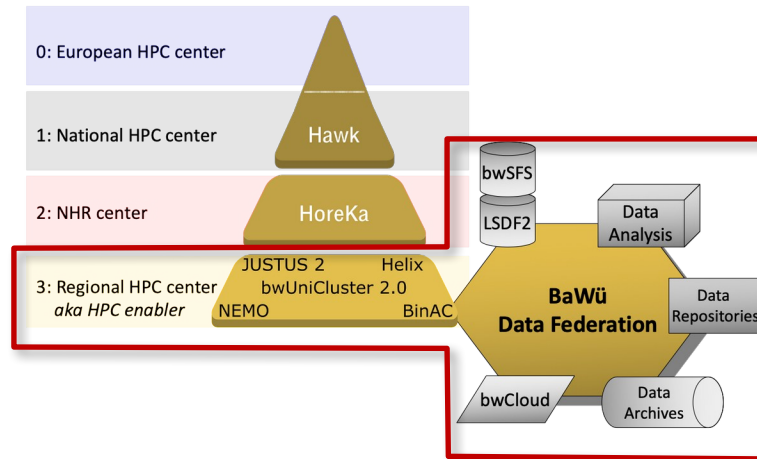 0: European HPC center
1: National HPC center
Hawk
2: NHR center
HoreKa
3: Regional HPC center
aka HPC enabler
JUSTUS 2 Helix
bwUniCluster 2.0
NEMO BinAC
bwSFS
LSDF2
Data
Analysis
BaWü
Data Federation
Data
Repositories
bwCloud
Data
Archives